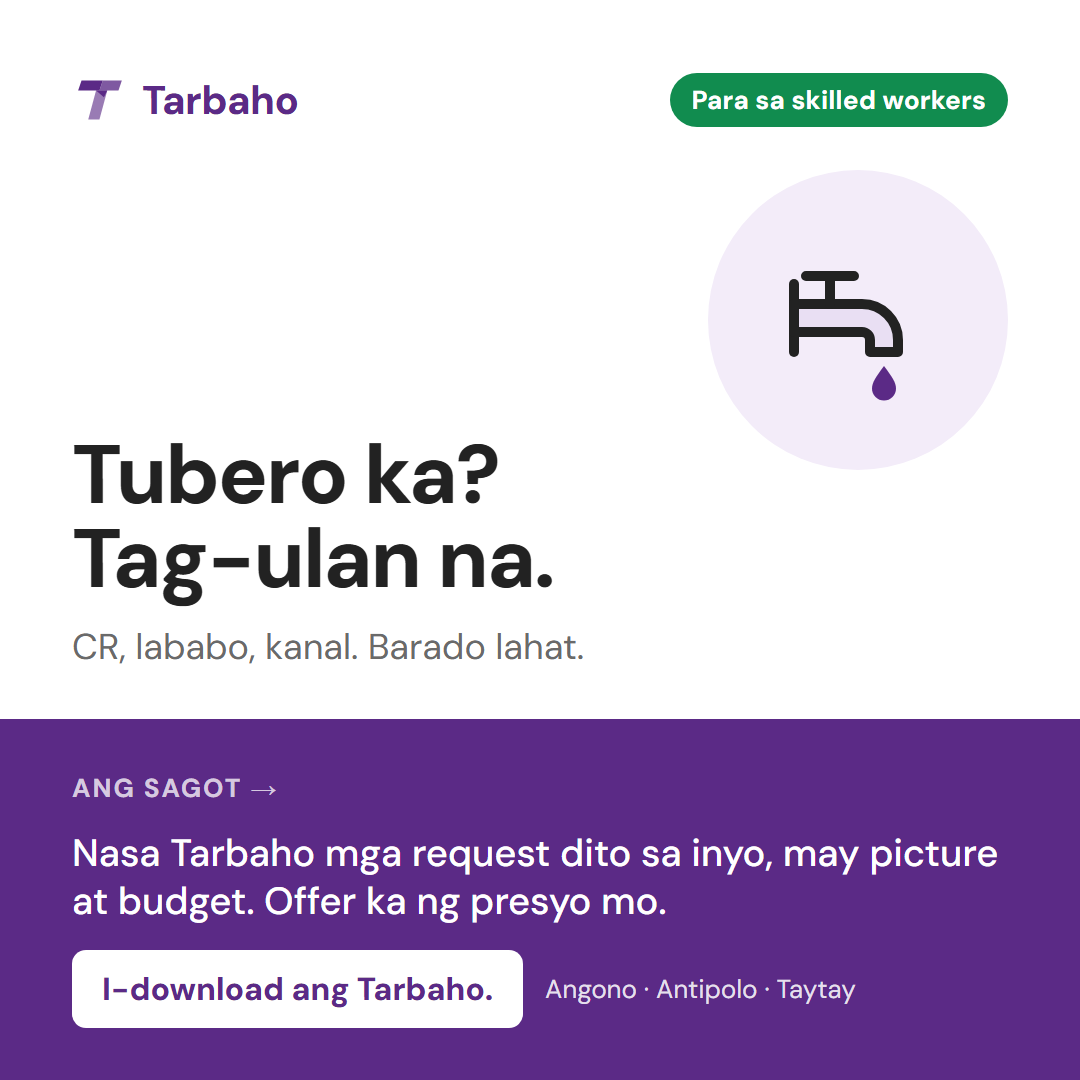 Tarbaho
Para sa skilled workers
Tubero ka?
Tag-ulan na.
CR, lababo, kanal. Barado lahat.
ANG SAGOT →
Nasa Tarbaho mga request dito sa inyo, may picture
at budget. Offer ka ng presyo mo.
I-download ang Tarbaho.
Angono · Antipolo · Taytay